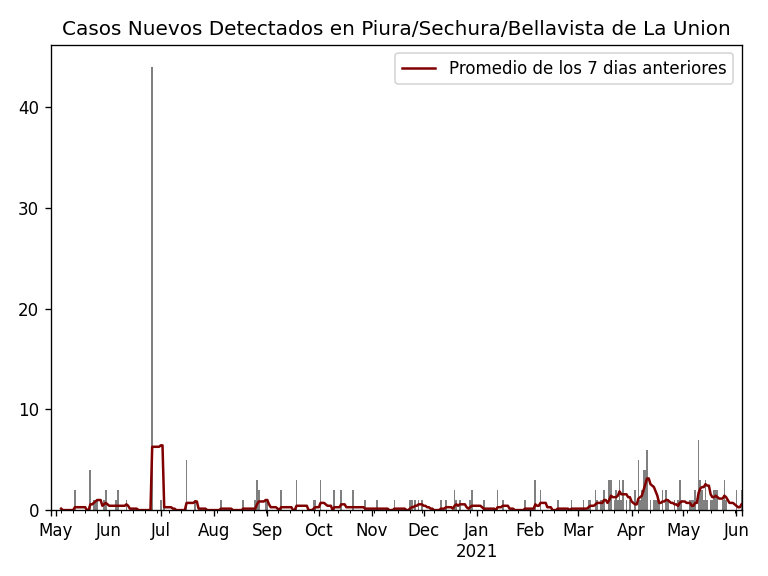 Casos Nuevos Detectados en Piura/Sechura/Bellavista de La Union
Promedio de los 7 dias anteriores
40
30
20
10
0
May Jun Jul Aug Sep Oct Nov Dec Jan Feb Mar Apr May Jun
2021